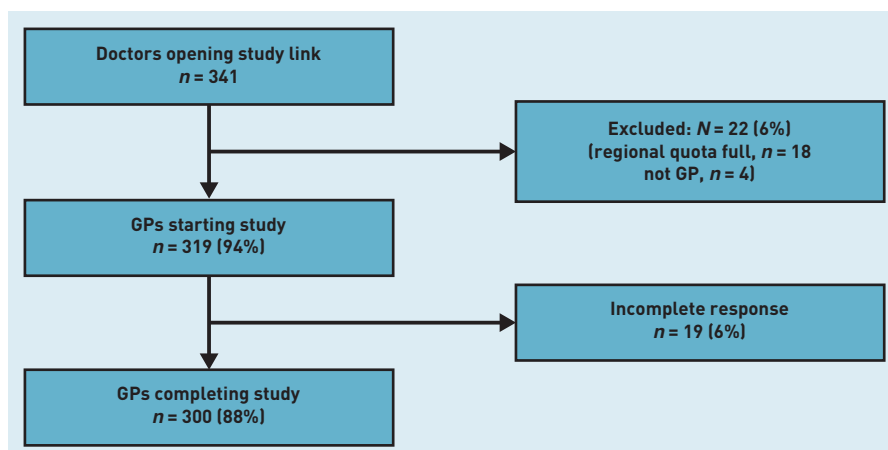 Doctors opening study link
n = 341
Excluded: N = 22 (6%)
(regional quota full, n = 18
not GP, n = 4)
GPs starting study
n = 319 (94%)
Incomplete response
n = 19 (6%)
GPs completing study
n = 300 (88%)